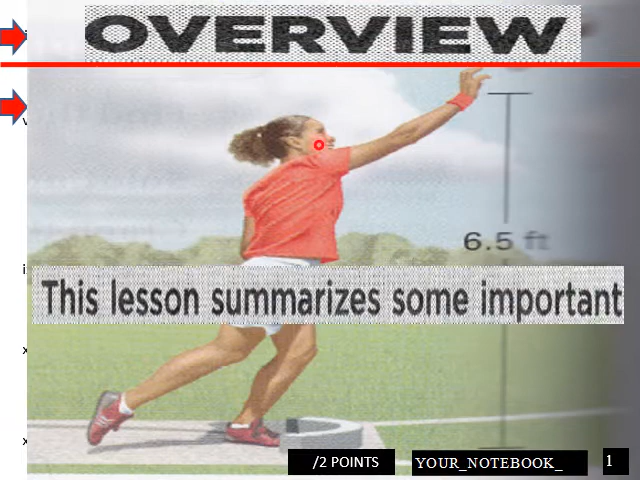 OVERVIEW
6.5 ft
This lesson summarizes some important
/2 POINTS
YOUR_NOTEBOOK_
1